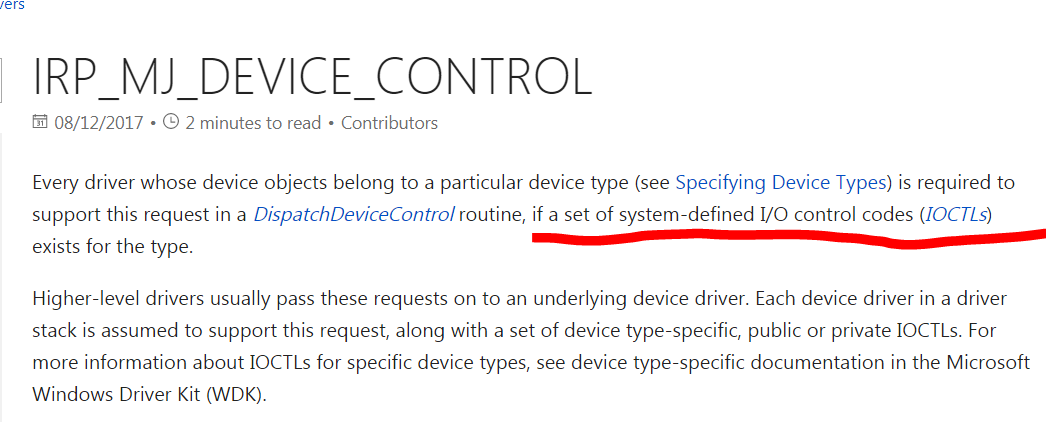 vers
IRP_MJ_DEVICE_CONTROL
08/12/2017 • 2 minutes to read • Contributors
Every driver whose device objects belong to a particular device type (see Specifying Device Types) is required to
support this request in a DispatchDeviceControl routine, if a set of system-defined I/O control codes (IOCTLs)
exists for the type.
Higher-level drivers usually pass these requests on to an underlying device driver. Each device driver in a driver
stack is assumed to support this request, along with a set of device type-specific, public or private IOCTLs. For
more information about IOCTLs for specific device types, see device type-specific documentation in the Microsoft
Windows Driver Kit (WDK).